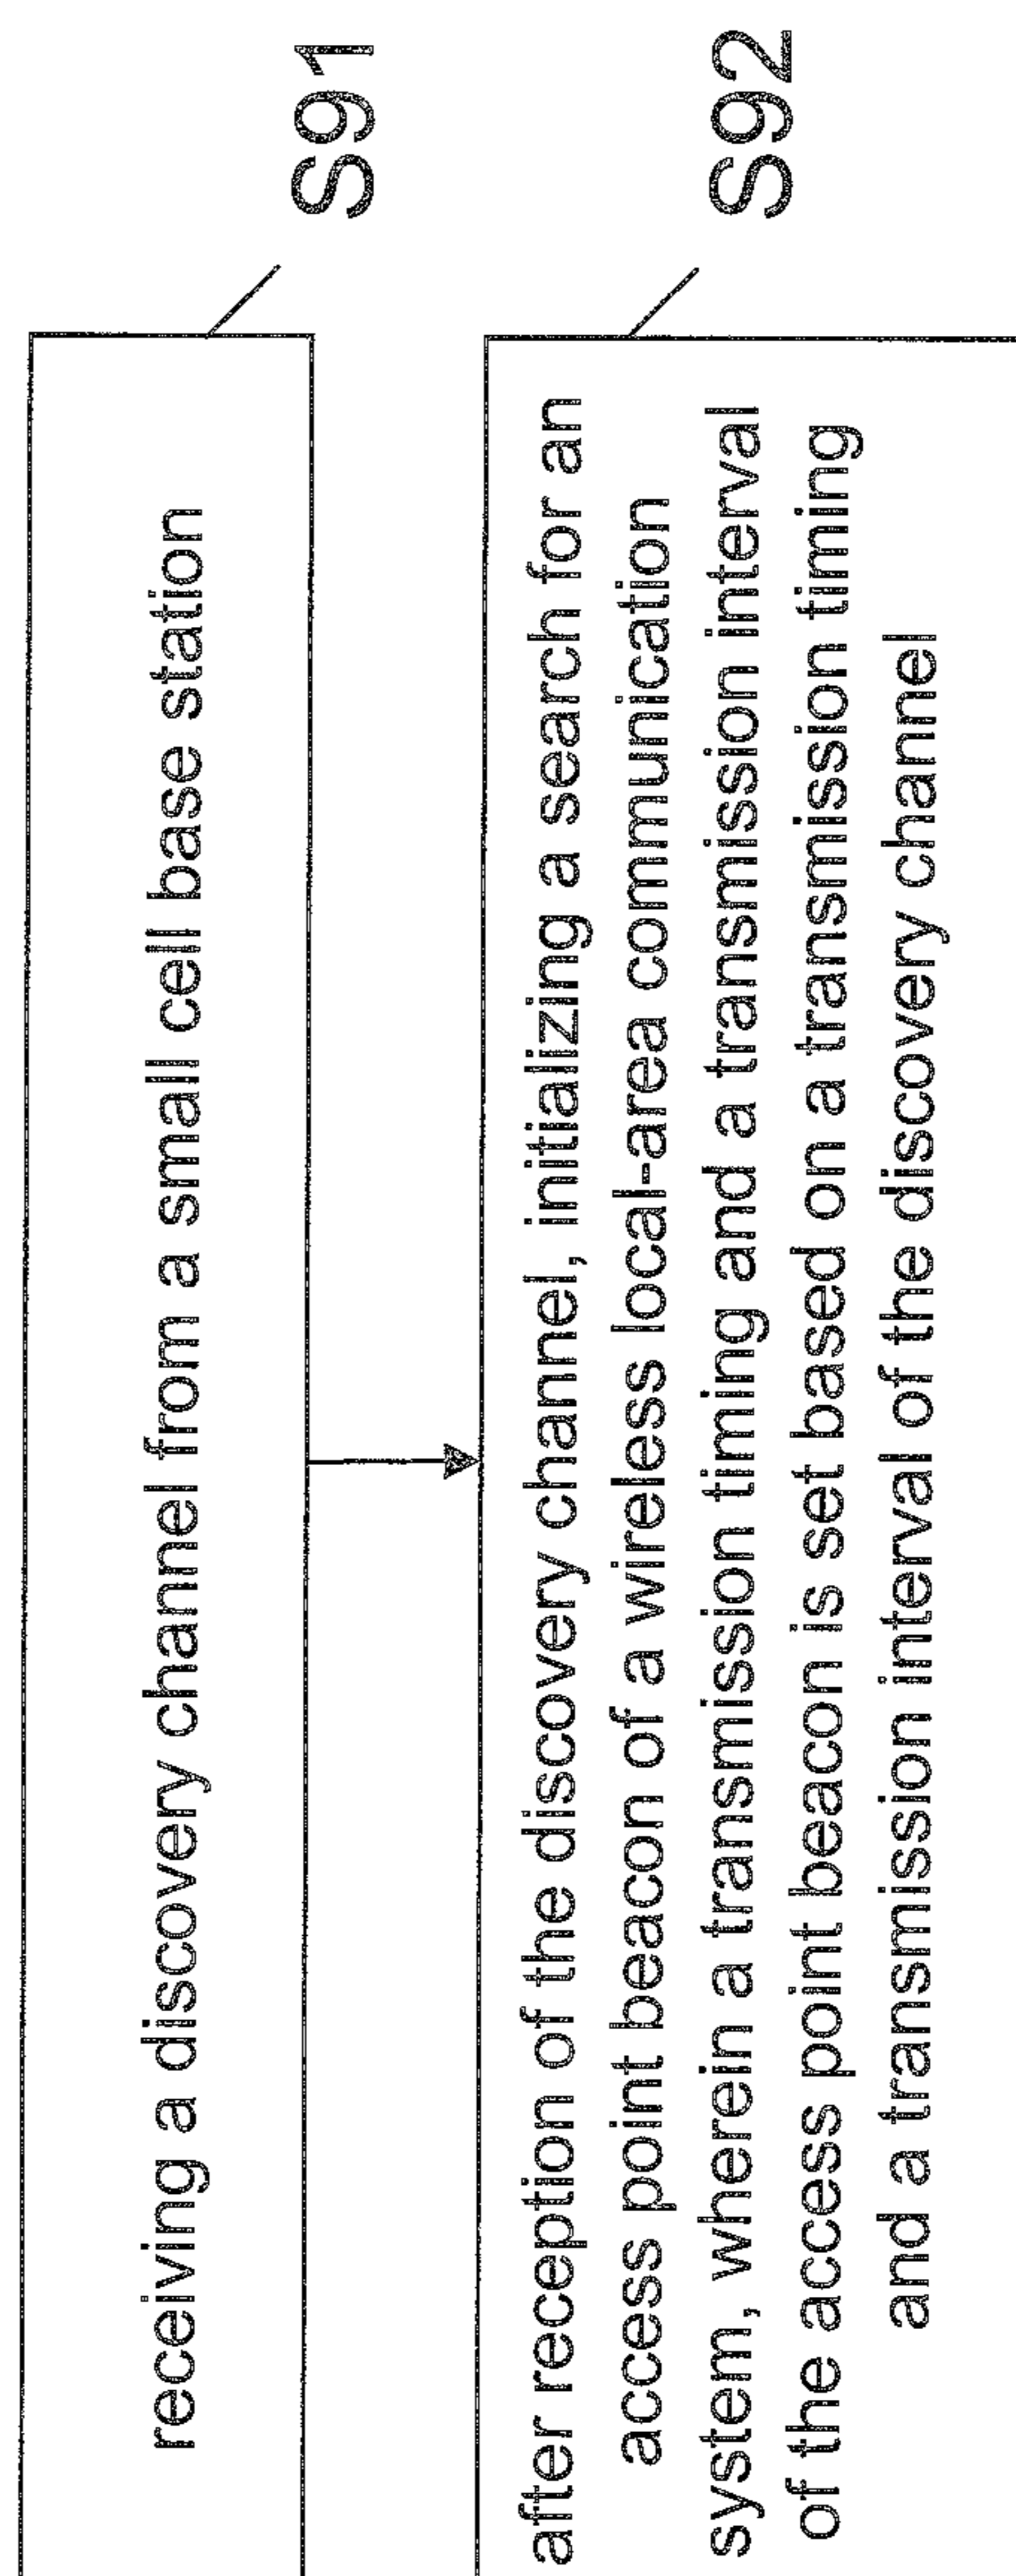 receiving a discovery channel from a small cell base station
S91
after reception of the discovery channel, initializing a search for an
access point beacon of a wireless local-area communication
system, wherein a transmission timing and a transmission interval
of the access point beacon is set based on a transmission timing
and a transmission interval of the discovery channel
S92